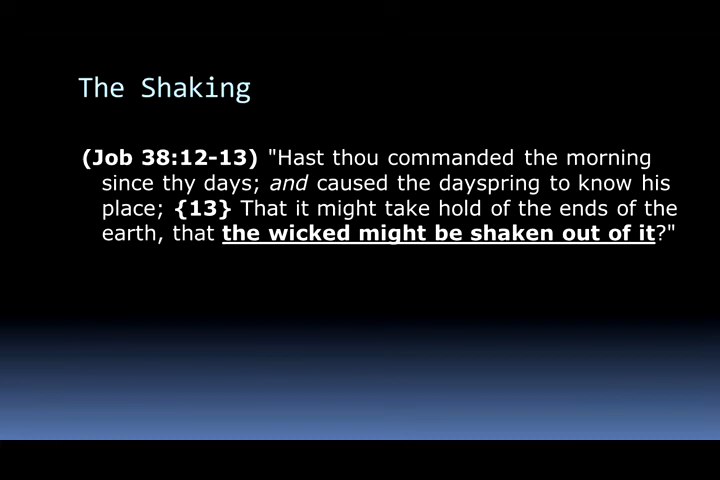 The Shaking
(Job 38:12-13) "Hast thou commanded the morning
since thy days; and caused the dayspring to know his
place; {13} That it might take hold of the ends of the
earth, that the wicked might be shaken out of it?"